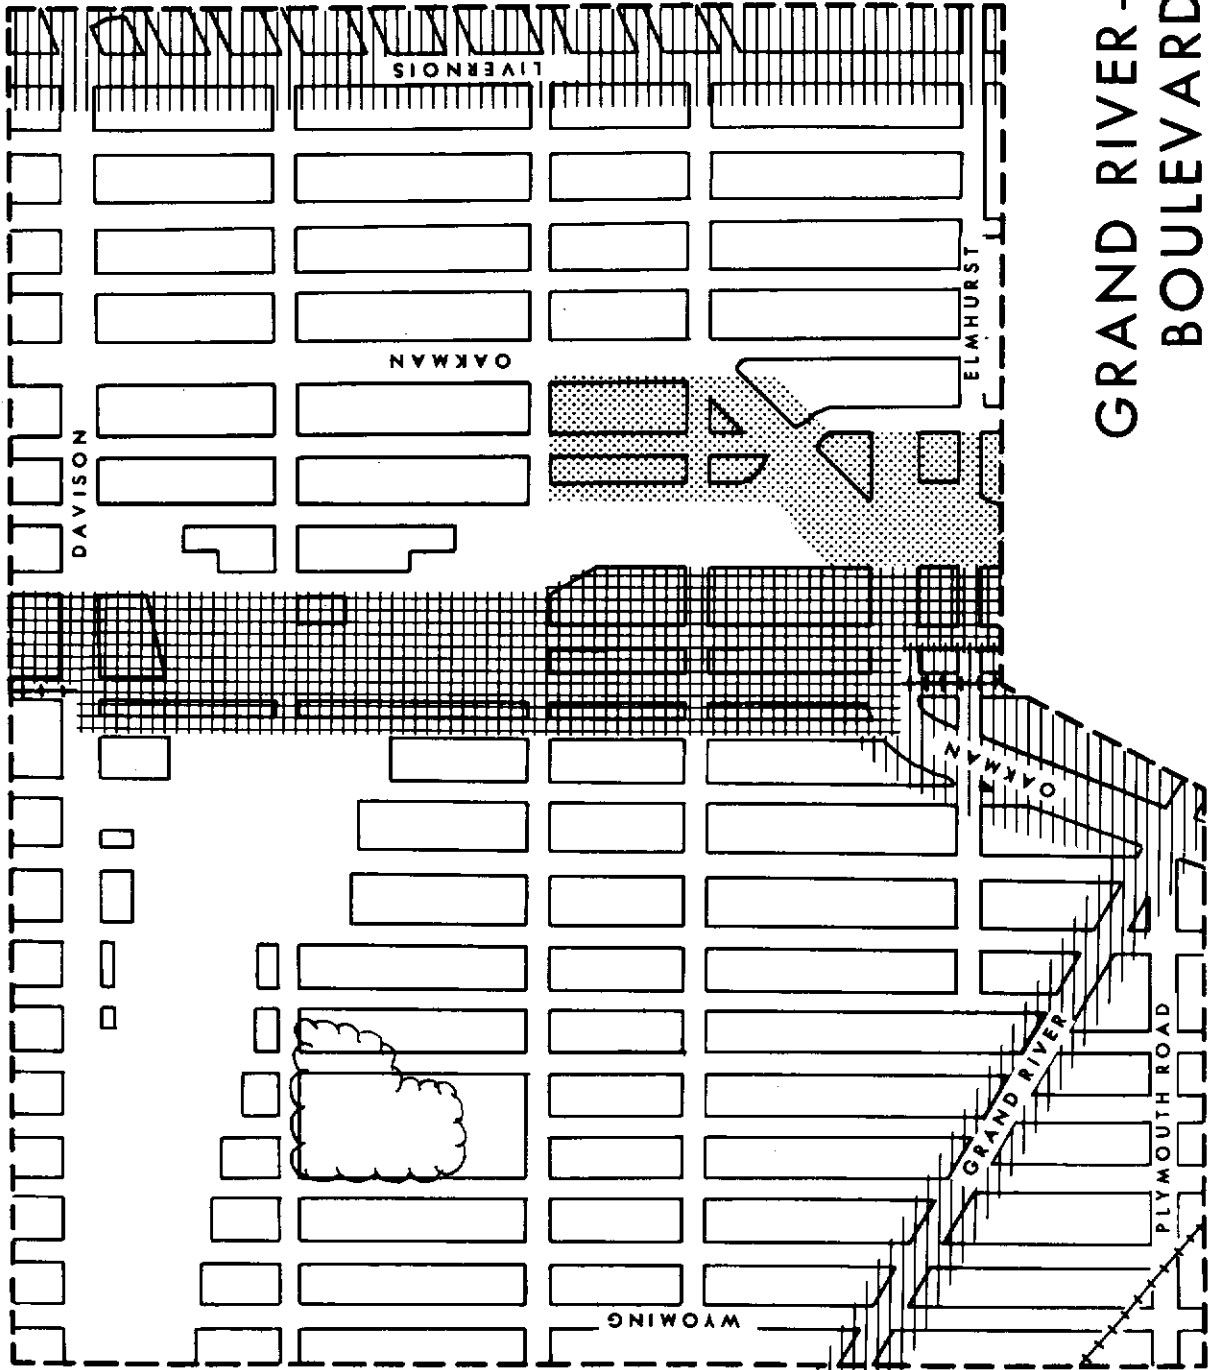 LIVERNOIS
OAKMAN
DAVISON
ELMHURST
GRAND RIVER-
BOULEVARD
OAKMAN
GRAND RIVER
PLYMOUTH ROAD
WYOMING